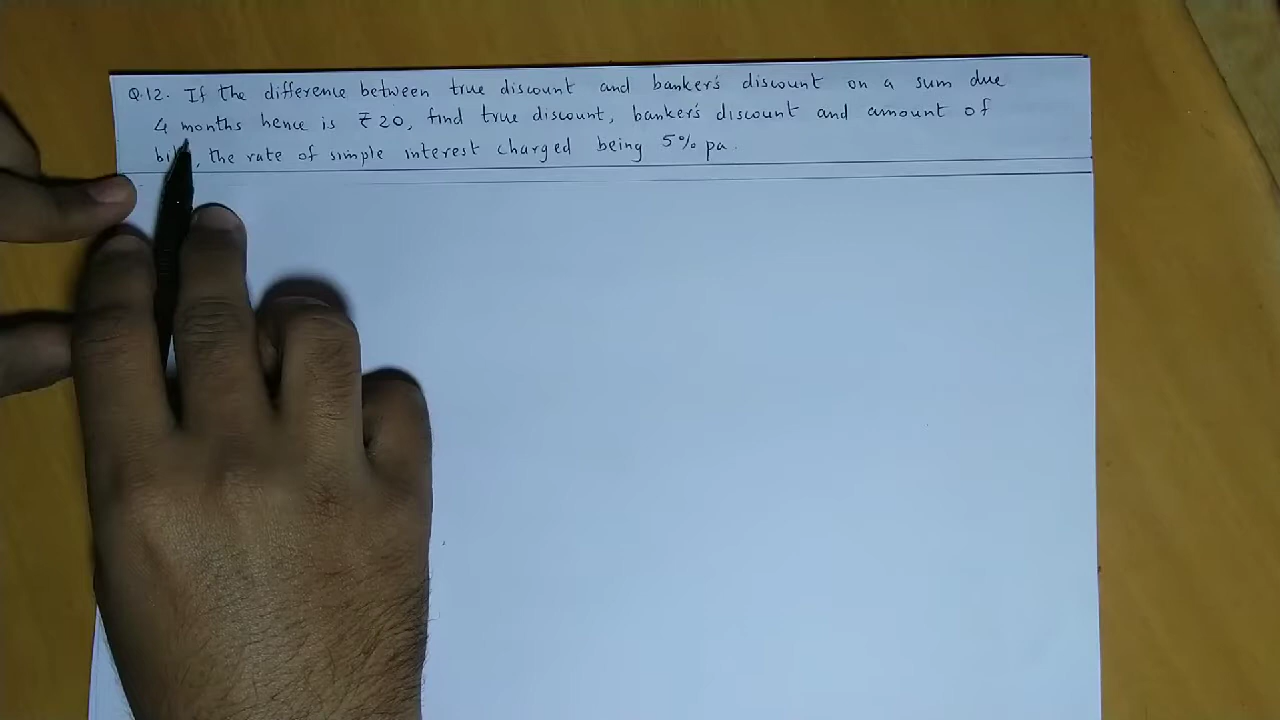 Q.12. If the difference between true discount and banker's discount on a sum due
4 months hence is ₹20, find true discount, banker's discount and amount of
the rate of simple interest charged being 5% pa.